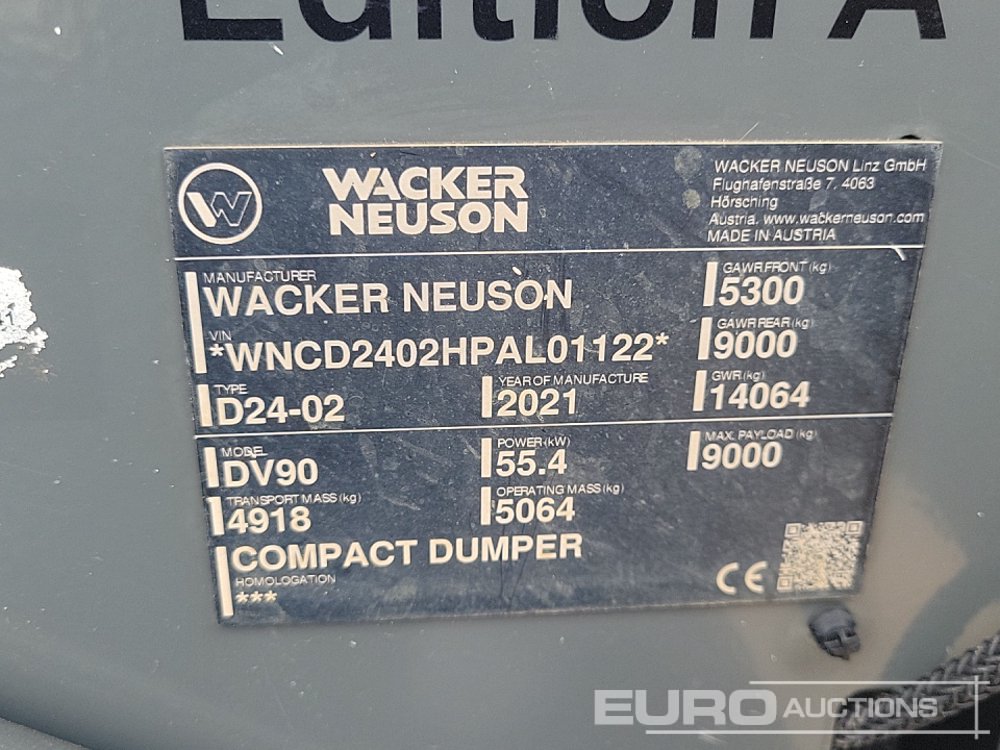 Edition A
WACKER
NEUSON
WACKER NEUSON Linz GmbH
Flughafenstraße 7, 4063
Hörsching
Austria, www.wackerneuson.com
MADE IN AUSTRIA
MANUFACTURER
WACKER NEUSON
GAWR FRONT (kg)
5300
VIN
*WNCD2402HPAL01122*
GAWR REAR (kg)
9000
TYPE
D24-02
YEAR OF MANUFACTURE
2021
GWR (kg)
14064
MODEL
DV90
POWER (kW)
55.4
MAX. PAYLOAD (kg)
9000
TRANSPORT MASS (kg)
4918
OPERATING MASS (kg)
5064
COMPACT DUMPER
HOMOLOGATION
***
CE
EURO AUCTIONS